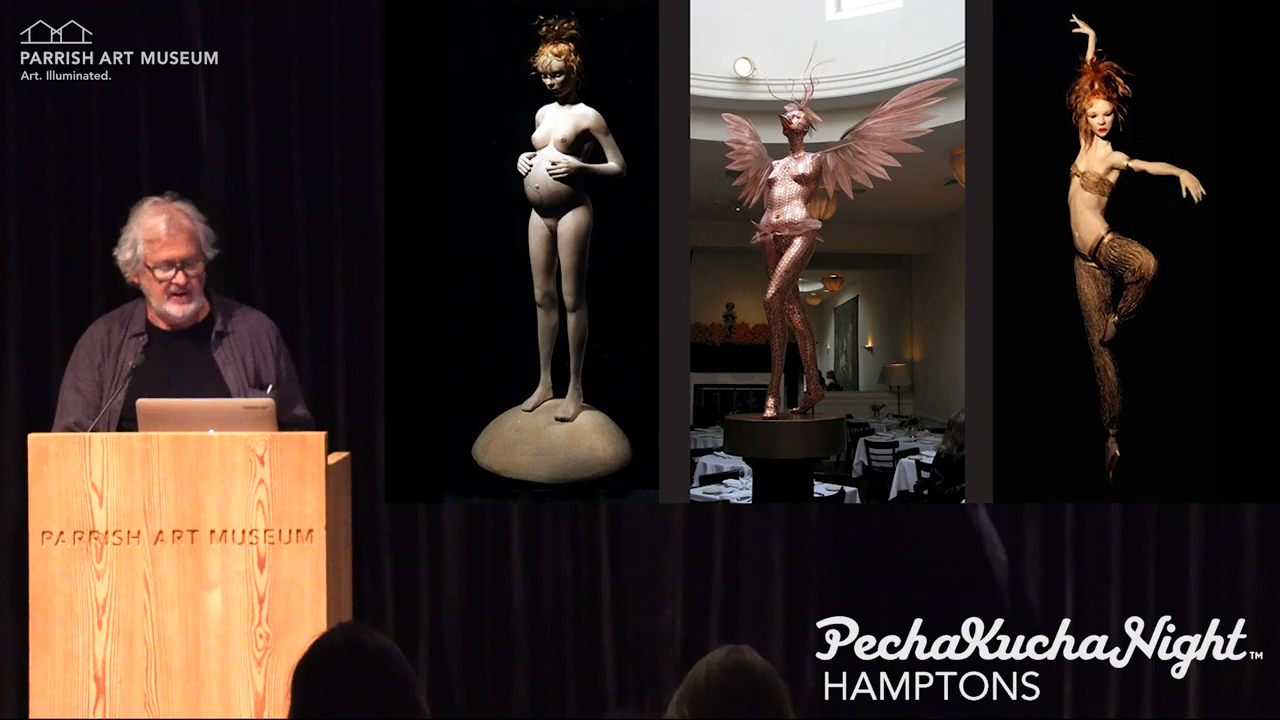 PARRISH ART MUSEUM
Art. Illuminated.
PARRISH ART MUSEUM
PechaKuchaNight™
HAMPTONS